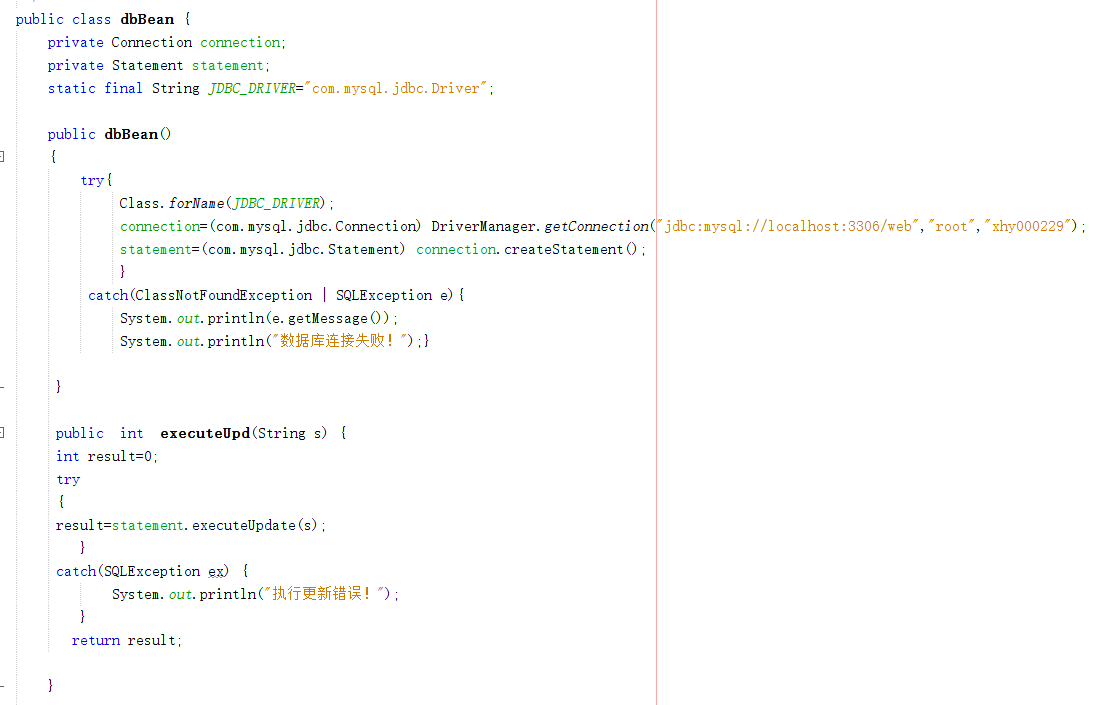 public class dbBean {
private Connection connection;
private Statement statement;
static final String JDBC_DRIVER="com.mysql.jdbc.Driver";
public dbBean()
{
try{
Class.forName(JDBC_DRIVER);
connection=(com.mysql.jdbc.Connection) DriverManager.getConnection("jdbc:mysql://localhost:3306/web","root","xhy000229");
statement=(com.mysql.jdbc.Statement) connection.createStatement();
}
catch(ClassNotFoundException | SQLException e){
System.out.println(e.getMessage());
System.out.println("数据库连接失败！");}
}
public int executeUpd(String s) {
int result=0;
try
{
result=statement.executeUpdate(s);
}
catch(SQLException ex) {
System.out.println("执行更新错误！");
}
return result;
}